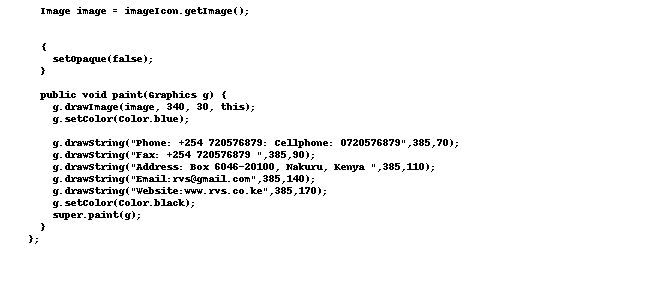 Image image = imageIcon.getImage();
{
setOpaque(false);
}
public void paint(Graphics g) {
g.drawImage(image, 340, 30, this);
g.setColor(Color.blue);
g.drawString("Phone: +254 720576879: Cellphone: 0720576879",385,70);
g.drawString("Fax: +254 720576879 ",385,90);
g.drawString("Address: Box 6046-20100, Nakuru, Kenya ",385,110);
g.drawString("Email:rvs@gmail.com",385,140);
g.drawString("Website:www.rvs.co.ke",385,170);
g.setColor(Color.black);
super.paint(g);
}
};